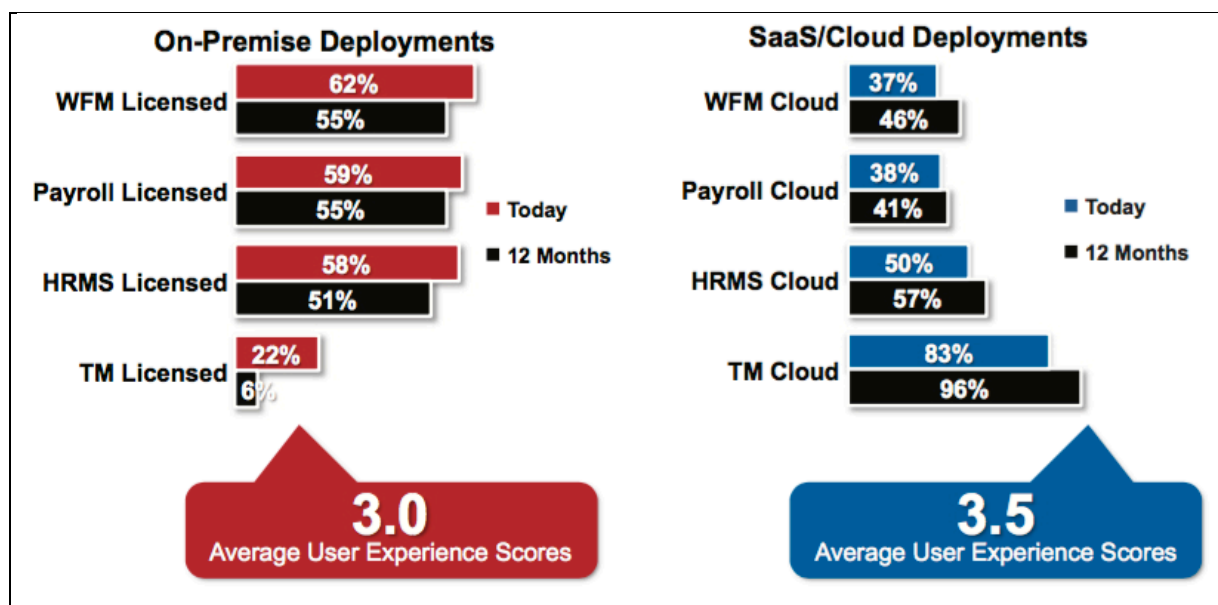 On-Premise Deployments
WFM Licensed
62%
55%
Payroll Licensed
59%
55%
HRMS Licensed
58%
51%
TM Licensed
22%
6%
Today
12 Months
3.0
Average User Experience Scores
SaaS/Cloud Deployments
WFM Cloud
37%
46%
Payroll Cloud
38%
41%
HRMS Cloud
50%
57%
TM Cloud
83%
96%
Today
12 Months
3.5
Average User Experience Scores